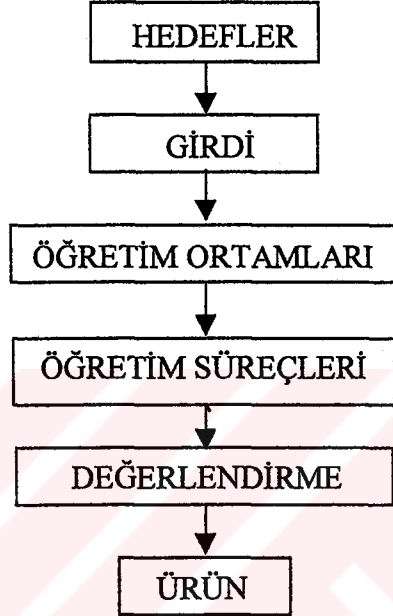 HEDEFLER
GİRDİ
ÖĞRETİM ORTAMLARI
ÖĞRETİM SÜREÇLERİ
DEĞERLENDİRME
ÜRÜN